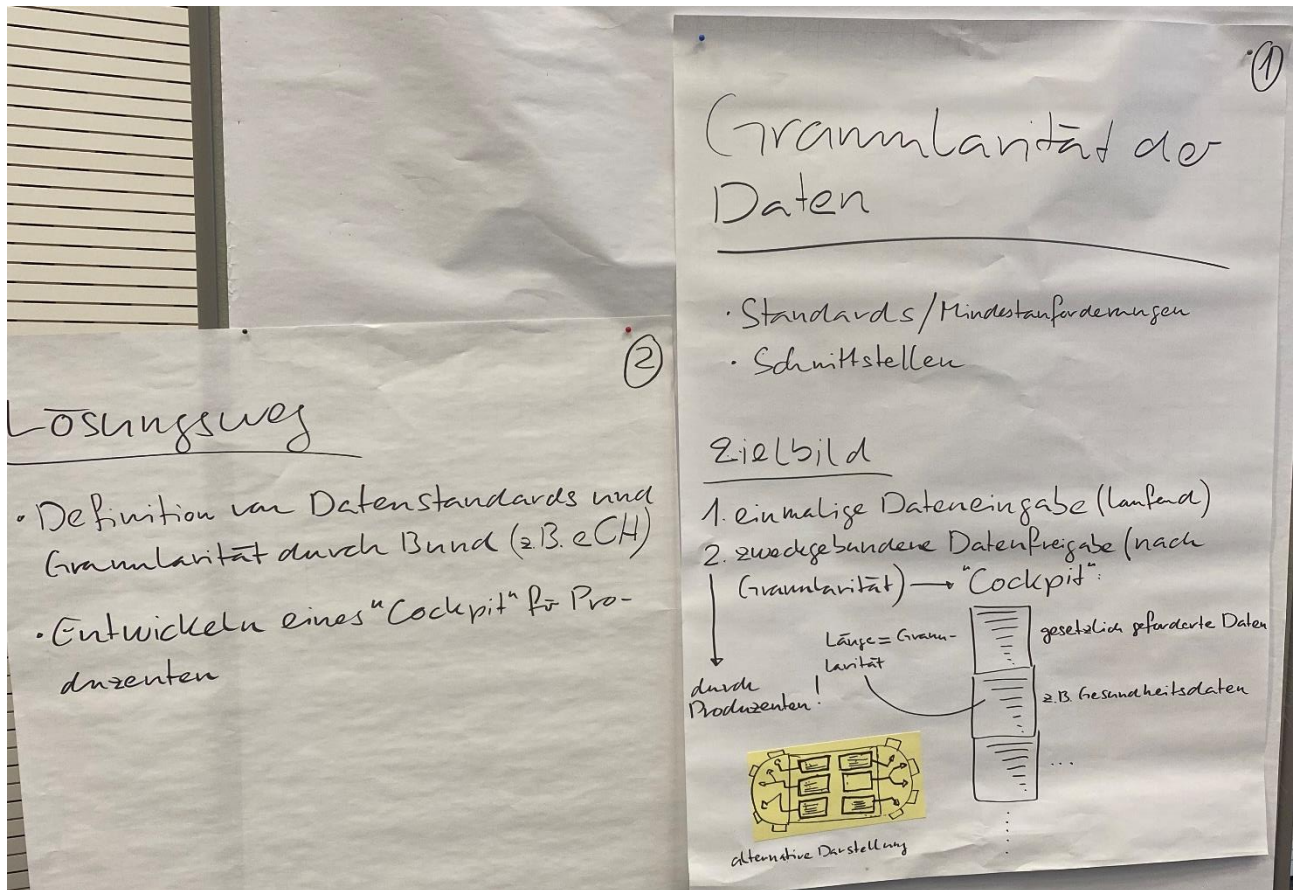 ①
Granularität der
Daten
· Standards/Mindestanforderungen
· Schnittstellen
Zielbild
1. einmalige Dateneingabe (laufend)
2. zweckgebundene Datenfreigabe (nach
Granularität) → "Cockpit":
durch
Produzenten!
Länge = Granu-
larität
gesetzlich geforderte Daten
z.B. Gesundheitsdaten
...
alternative Darstellung
②
Lösungsweg
· Definition von Datenstandards und
Granularität durch Bund (z.B. eCH)
· Entwickeln eines "Cockpit" für Pro-
duzenten